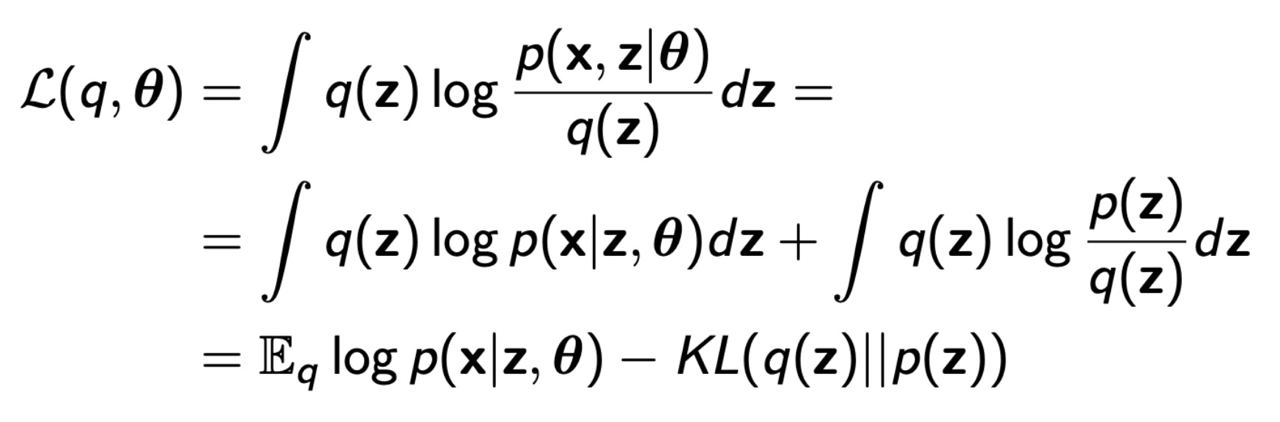 ℒ(q, θ) = ∫ q(z) log p(x, z|θ)/q(z) dz =
= ∫ q(z) log p(x|z, θ)dz + ∫ q(z) log p(z)/q(z) dz
= 𝔼_q log p(x|z, θ) − KL(q(z)||p(z))